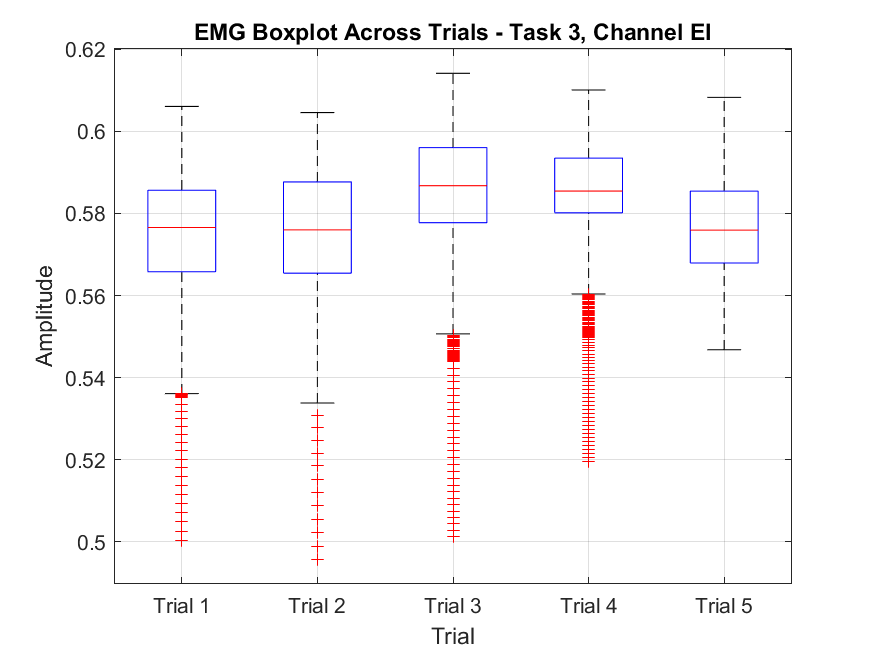 EMG Boxplot Across Trials - Task 3, Channel EI
0.62
0.6
0.58
0.56
0.54
0.52
0.5
Amplitude
Trial 1
Trial 2
Trial 3
Trial 4
Trial 5
Trial